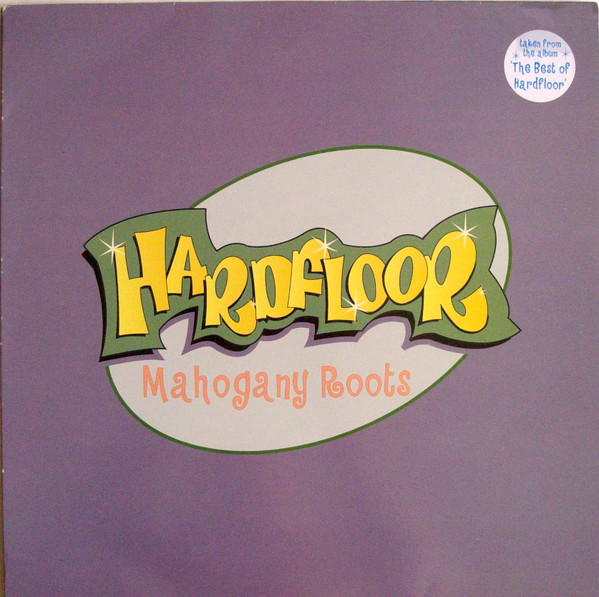 taken from
the album
'The Best of
Hardfloor'
HARDFLOOR
Mahogany Roots